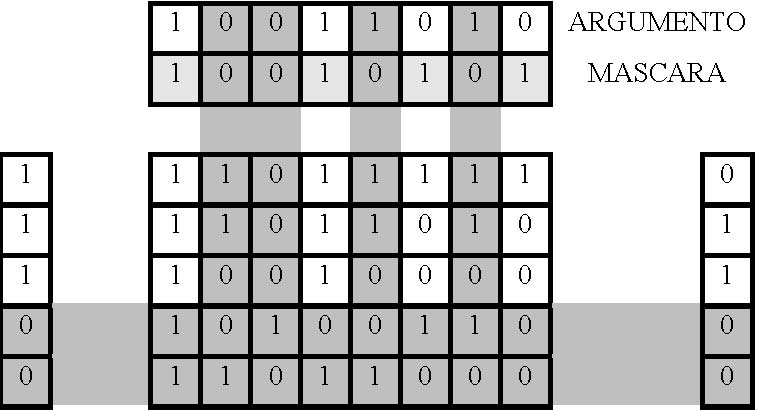 1 0 0 1 1 0 1 0 ARGUMENTO
1 0 0 1 0 1 0 1 MASCARA
1 1 1 0 1 1 1 1 1 0
1 1 1 0 1 1 0 1 0 1
1 1 0 0 1 0 0 0 0 1
0 1 0 1 0 0 1 1 0 0
0 1 1 0 1 1 0 0 0 0